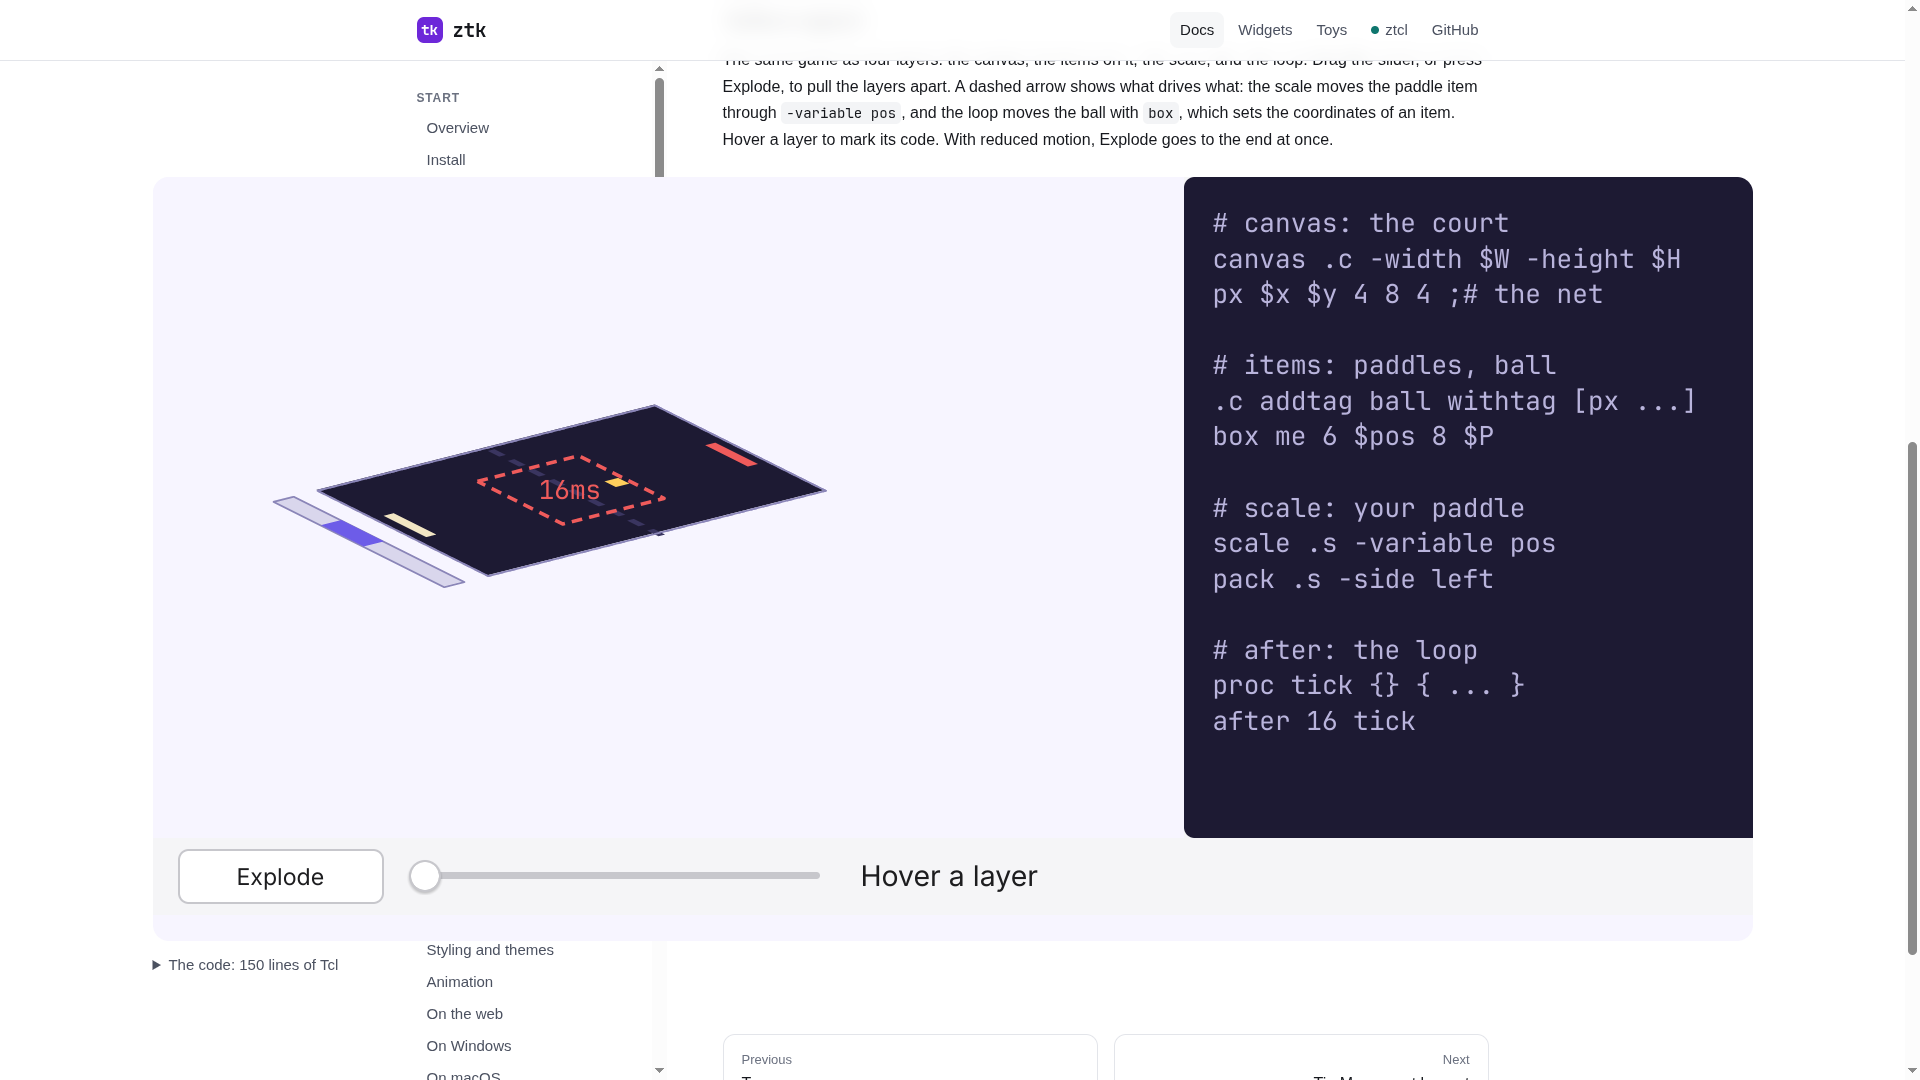 tk ztk
Docs
Widgets
Toys
ztcl
GitHub
START
Overview
Install
The same game as four layers: the canvas, the items on it, the scale, and the loop. Drag the slider, or press
Explode, to pull the layers apart. A dashed arrow shows what drives what: the scale moves the paddle item
through -variable pos, and the loop moves the ball with box, which sets the coordinates of an item.
Hover a layer to mark its code. With reduced motion, Explode goes to the end at once.
16ms
# canvas: the court
canvas .c -width $W -height $H
px $x $y 4 8 4 ;# the net
# items: paddles, ball
.c addtag ball withtag [px ...]
box me 6 $pos 8 $P
# scale: your paddle
scale .s -variable pos
pack .s -side left
# after: the loop
proc tick {} { ... }
after 16 tick
Explode
Hover a layer
The code: 150 lines of Tcl
Styling and themes
Animation
On the web
On Windows
On macOS
Previous
Next